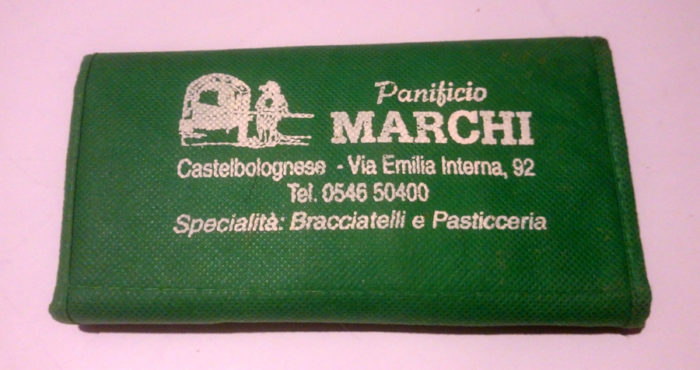 Panificio
MARCHI
Castelbolognese - Via Emilia Interna, 92
Tel. 0546 50400
Specialità: Bracciatelli e Pasticceria